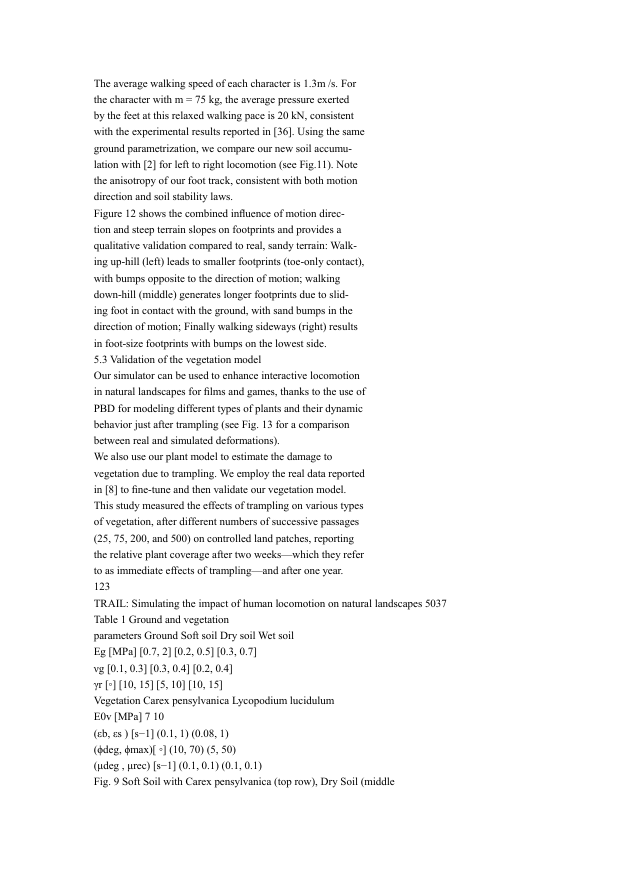 The average walking speed of each character is 1.3m /s. For
the character with m = 75 kg, the average pressure exerted
by the feet at this relaxed walking pace is 20 kN, consistent
with the experimental results reported in [36]. Using the same
ground parametrization, we compare our new soil accumu-
lation with [2] for left to right locomotion (see Fig.11). Note
the anisotropy of our foot track, consistent with both motion
direction and soil stability laws.
Figure 12 shows the combined influence of motion direc-
tion and steep terrain slopes on footprints and provides a
qualitative validation compared to real, sandy terrain: Walk-
ing up-hill (left) leads to smaller footprints (toe-only contact),
with bumps opposite to the direction of motion; walking
down-hill (middle) generates longer footprints due to slid-
ing foot in contact with the ground, with sand bumps in the
direction of motion; Finally walking sideways (right) results
in foot-size footprints with bumps on the lowest side.
5.3 Validation of the vegetation model
Our simulator can be used to enhance interactive locomotion
in natural landscapes for films and games, thanks to the use of
PBD for modeling different types of plants and their dynamic
behavior just after trampling (see Fig. 13 for a comparison
between real and simulated deformations).
We also use our plant model to estimate the damage to
vegetation due to trampling. We employ the real data reported
in [8] to fine-tune and then validate our vegetation model.
This study measured the effects of trampling on various types
of vegetation, after different numbers of successive passages
(25, 75, 200, and 500) on controlled land patches, reporting
the relative plant coverage after two weeks—which they refer
to as immediate effects of trampling—and after one year.
123
TRAIL: Simulating the impact of human locomotion on natural landscapes 5037
Table 1 Ground and vegetation
parameters Ground Soft soil Dry soil Wet soil
Eg [MPa] [0.7, 2] [0.2, 0.5] [0.3, 0.7]
νg [0.1, 0.3] [0.3, 0.4] [0.2, 0.4]
γr [◦] [10, 15] [5, 10] [10, 15]
Vegetation Carex pensylvanica Lycopodium lucidulum
E0v [MPa] 7 10
(εb, εs ) [s−1] (0.1, 1) (0.08, 1)
(ϕdeg, ϕmax)[ ◦] (10, 70) (5, 50)
(μdeg , μrec) [s−1] (0.1, 0.1) (0.1, 0.1)
Fig. 9 Soft Soil with Carex pensylvanica (top row), Dry Soil (middle